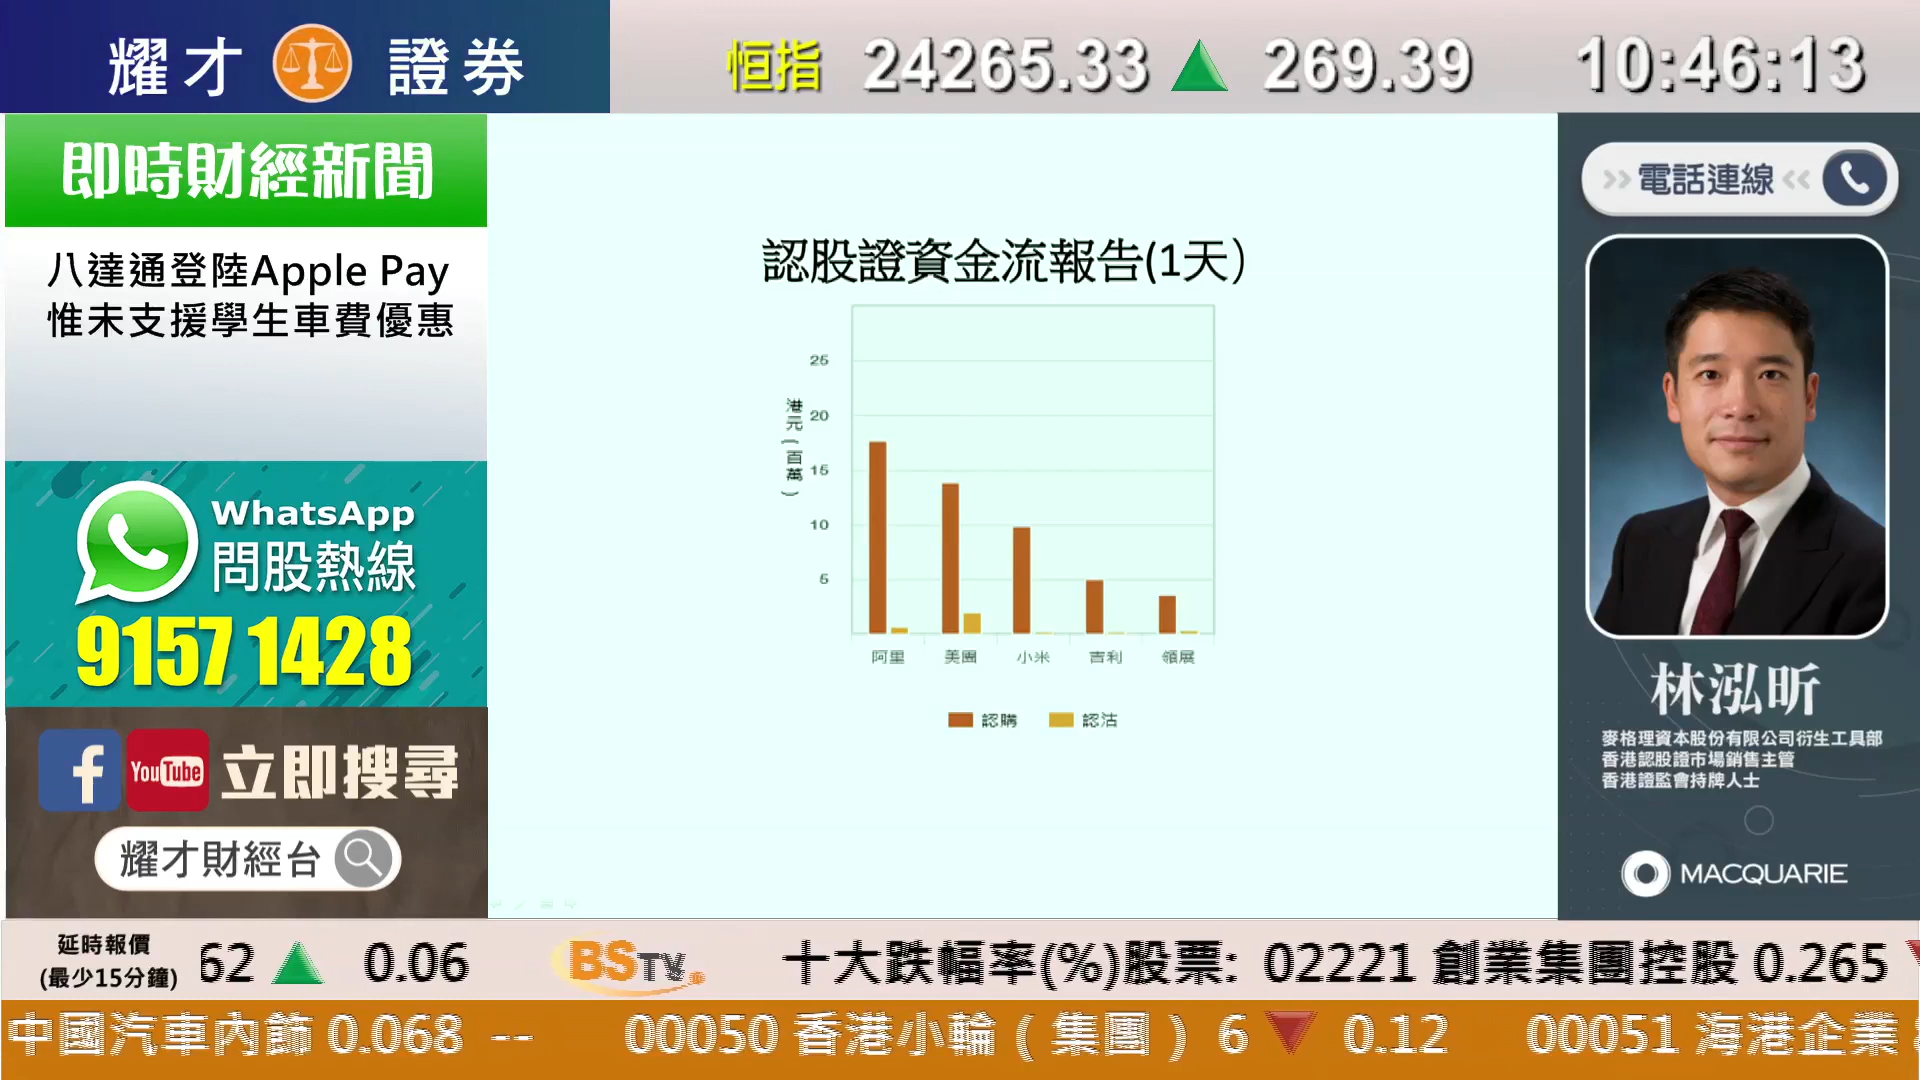 耀才證券
恒指 24265.33 269.39 10:46:13
即時財經新聞
八達通登陸Apple Pay
惟未支援學生車費優惠
WhatsApp
問股熱線
9157 1428
f YouTube 立即搜尋
耀才財經台
認股證資金流報告(1天)
港元(百萬)
25
20
15
10
5
阿里 美團 小米 吉利 領展
認購 認沽
>> 電話連線 <<
林泓昕
麥格理資本股份有限公司衍生工具部
香港認股證市場銷售主管
香港證監會持牌人士
MACQUARIE
延時報價
(最少15分鐘)
62 0.06 BSTV 十大跌幅率(%)股票: 02221 創業集團控股 0.265
中國汽車內飾 0.068 -- 00050 香港小輪(集團) 6 0.12 00051 海港企業